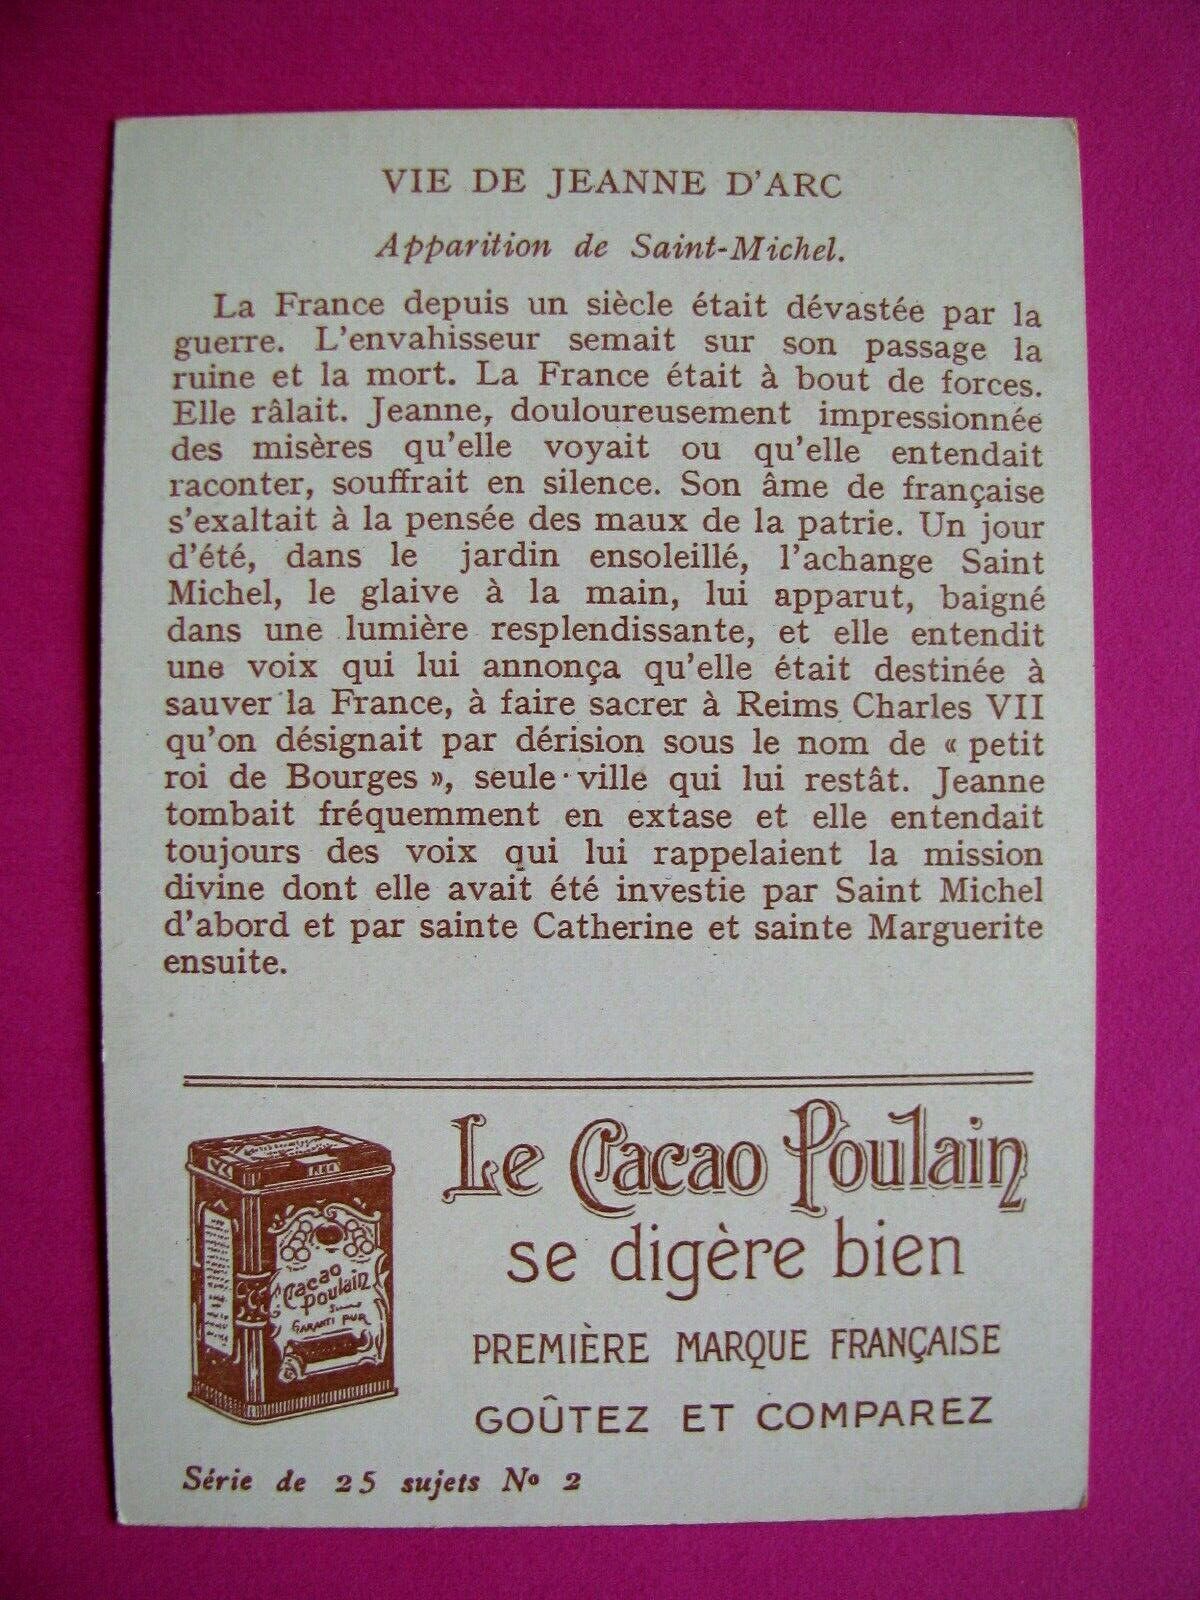 VIE DE JEANNE D'ARC
Apparition de Saint-Michel.
La France depuis un siècle était dévastée par la
guerre. L'envahisseur semait sur son passage la
ruine et la mort. La France était à bout de forces.
Elle râlait. Jeanne, douloureusement impressionnée
des misères qu'elle voyait ou qu'elle entendait
raconter, souffrait en silence. Son âme de française
s'exaltait à la pensée des maux de la patrie. Un jour
d'été, dans le jardin ensoleillé, l'achange Saint
Michel, le glaive à la main, lui apparut, baigné
dans une lumière resplendissante, et elle entendit
une voix qui lui annonça qu'elle était destinée à
sauver la France, à faire sacrer à Reims Charles VII
qu'on désignait par dérision sous le nom de « petit
roi de Bourges », seule ville qui lui restât. Jeanne
tombait fréquemment en extase et elle entendait
toujours des voix qui lui rappelaient la mission
divine dont elle avait été investie par Saint Michel
d'abord et par sainte Catherine et sainte Marguerite
ensuite.
Le Cacao Poulain
se digère bien
PREMIÈRE MARQUE FRANÇAISE
GOÛTEZ ET COMPAREZ
Cacao
Poulain
GARANTI PUR
Série de 25 sujets No 2